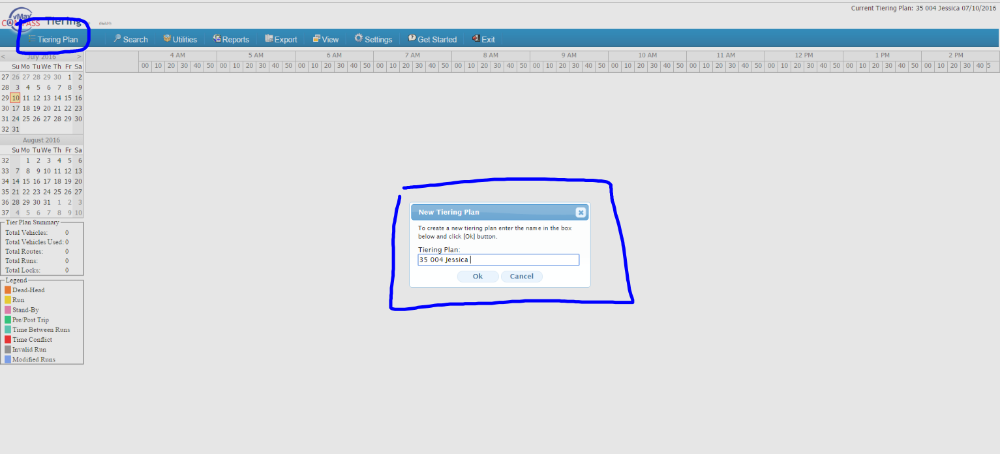 Current Tiering Plan: 35 004 Jessica 07/10/2016
vMax
COMPASS
Tiering
Tiering Plan Search Utilities Reports Export View Settings Get Started Exit
< July 2016 >
Su Mo Tu We Th Fr Sa
27 26 27 28 29 30 1 2
28 3 4 5 6 7 8 9
29 10 11 12 13 14 15 16
30 17 18 19 20 21 22 23
31 24 25 26 27 28 29 30
32 31
August 2016
Su Mo Tu We Th Fr Sa
32 1 2 3 4 5 6
33 7 8 9 10 11 12 13
34 14 15 16 17 18 19 20
35 21 22 23 24 25 26 27
36 28 29 30 31 1 2 3
37 4 5 6 7 8 9 10
Tier Plan Summary
Total Vehicles: 0
Total Vehicles Used: 0
Total Routes: 0
Total Runs: 0
Total Locks: 0
Legend
Dead-Head
Run
Stand-By
Pre/Post Trip
Time Between Runs
Time Conflict
Invalid Run
Modified Runs
4 AM 5 AM 6 AM 7 AM 8 AM 9 AM 10 AM 11 AM 12 PM 1 PM 2 PM
00 10 20 30 40 50 00 10 20 30 40 50 00 10 20 30 40 50 00 10 20 30 40 50 00 10 20 30 40 50 00 10 20 30 40 50 00 10 20 30 40 50 00 10 20 30 40 50 00 10 20 30 40 50 00 10 20 30 40 50 00 10 20 30 40 5
New Tiering Plan
To create a new tiering plan enter the name in the box
below and click [Ok] button.
Tiering Plan:
35 004 Jessica
Ok Cancel